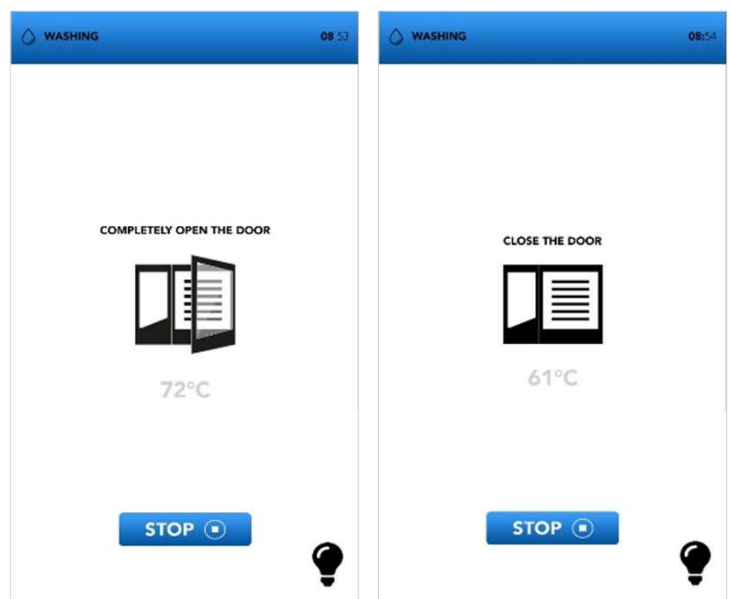 WASHING 08 53
COMPLETELY OPEN THE DOOR
72°C
STOP
WASHING 08:54
CLOSE THE DOOR
61°C
STOP